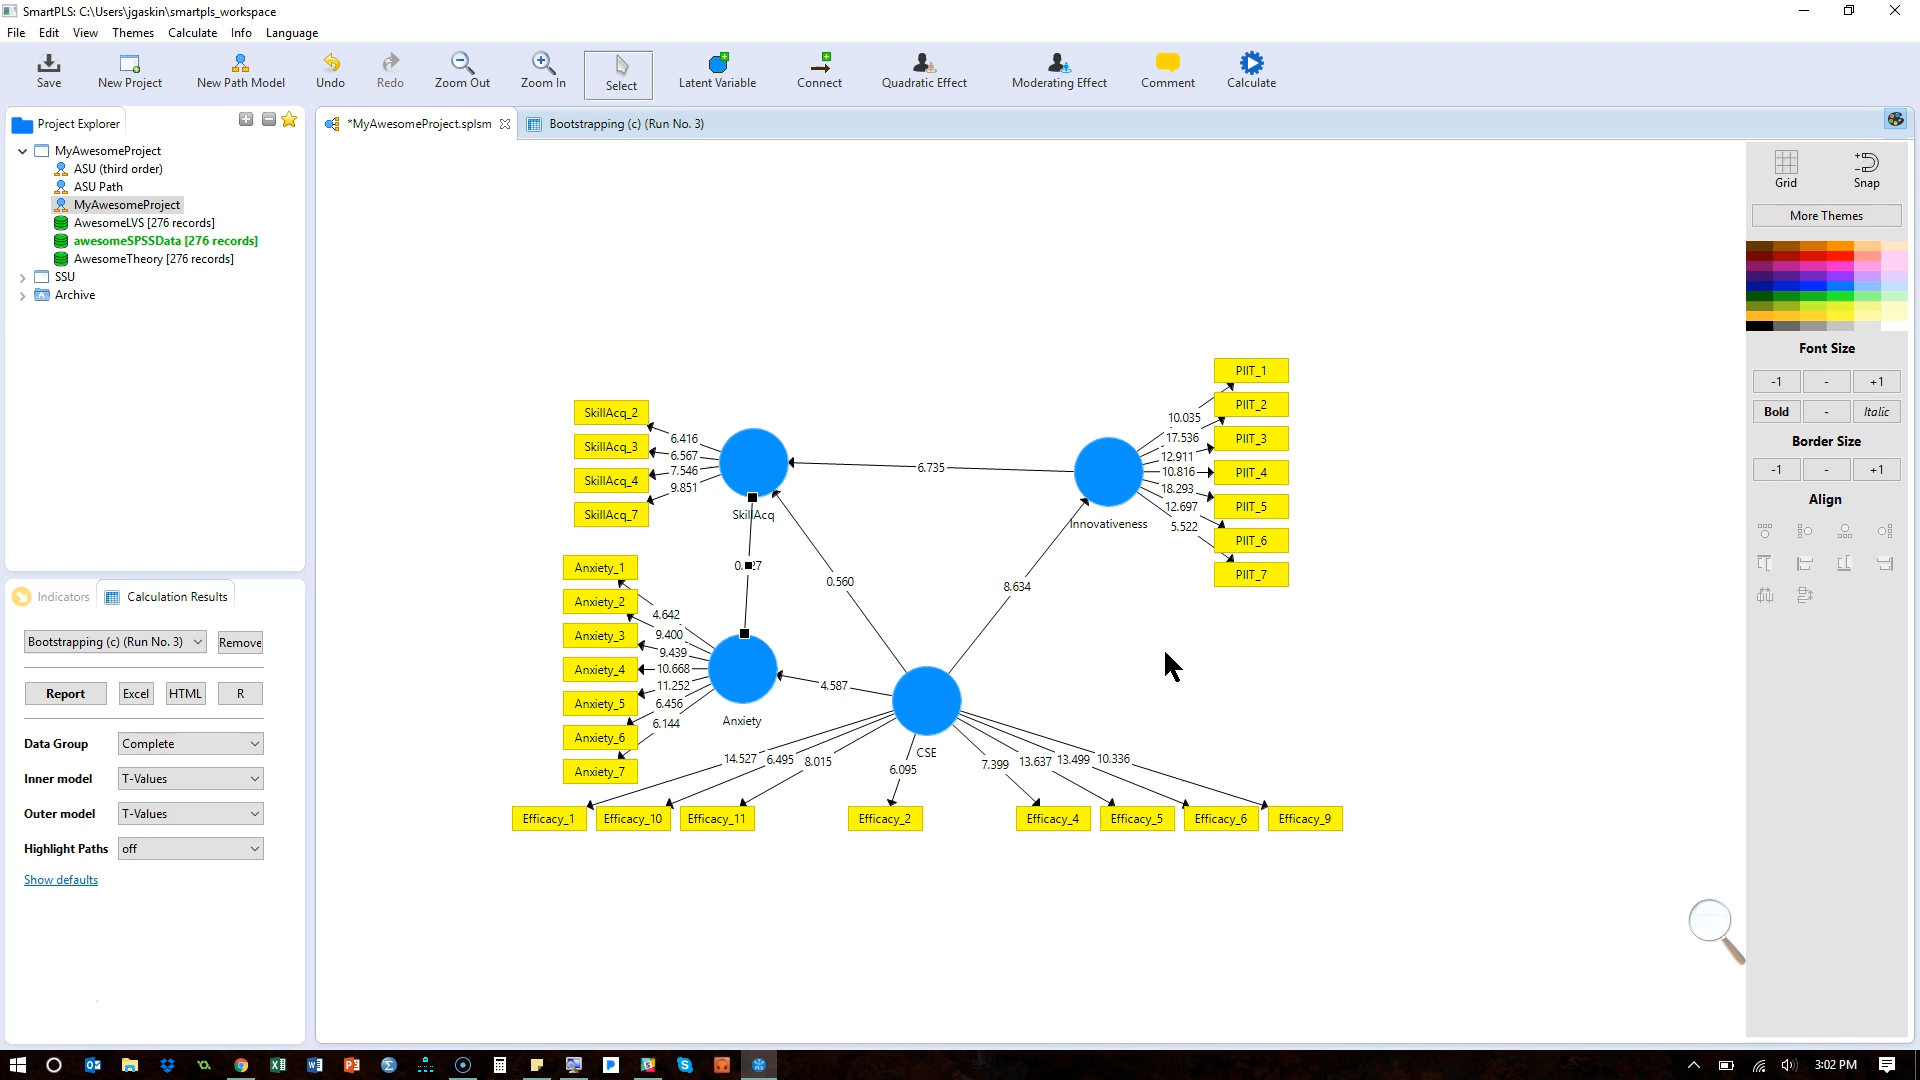 SmartPLS: C:\Users\jgaskin\smartpls_workspace
File Edit View Themes Calculate Info Language
Save New Project New Path Model Undo Redo Zoom Out Zoom In Select Latent Variable Connect Quadratic Effect Moderating Effect Comment Calculate
Project Explorer
MyAwesomeProject
ASU (third order)
ASU Path
MyAwesomeProject
AwesomeLVS [276 records]
awesomeSPSSData [276 records]
AwesomeTheory [276 records]
SSU
Archive
Indicators Calculation Results
Bootstrapping (c) (Run No. 3) Remove
Report Excel HTML R
Data Group Complete
Inner model T-Values
Outer model T-Values
Highlight Paths off
Show defaults
*MyAwesomeProject.splsm Bootstrapping (c) (Run No. 3)
PIIT_1
PIIT_2
PIIT_3
PIIT_4
PIIT_5
PIIT_6
PIIT_7
10.035
17.536
12.911
10.816
18.293
12.697
5.522
Innovativeness
SkillAcq_2
SkillAcq_3
SkillAcq_4
SkillAcq_7
6.416
6.567
7.546
9.851
SkillAcq
6.735
0.560
8.634
4.587
Anxiety_1
Anxiety_2
Anxiety_3
Anxiety_4
Anxiety_5
Anxiety_6
Anxiety_7
4.642
9.400
9.439
10.668
11.252
6.456
6.144
Anxiety
CSE
14.527 6.495 8.015 6.095 7.399 13.637 13.499 10.336
Efficacy_1 Efficacy_10 Efficacy_11 Efficacy_2 Efficacy_4 Efficacy_5 Efficacy_6 Efficacy_9
Grid Snap
More Themes
Font Size
-1 - +1
Bold - Italic
Border Size
-1 - +1
Align
3:02 PM